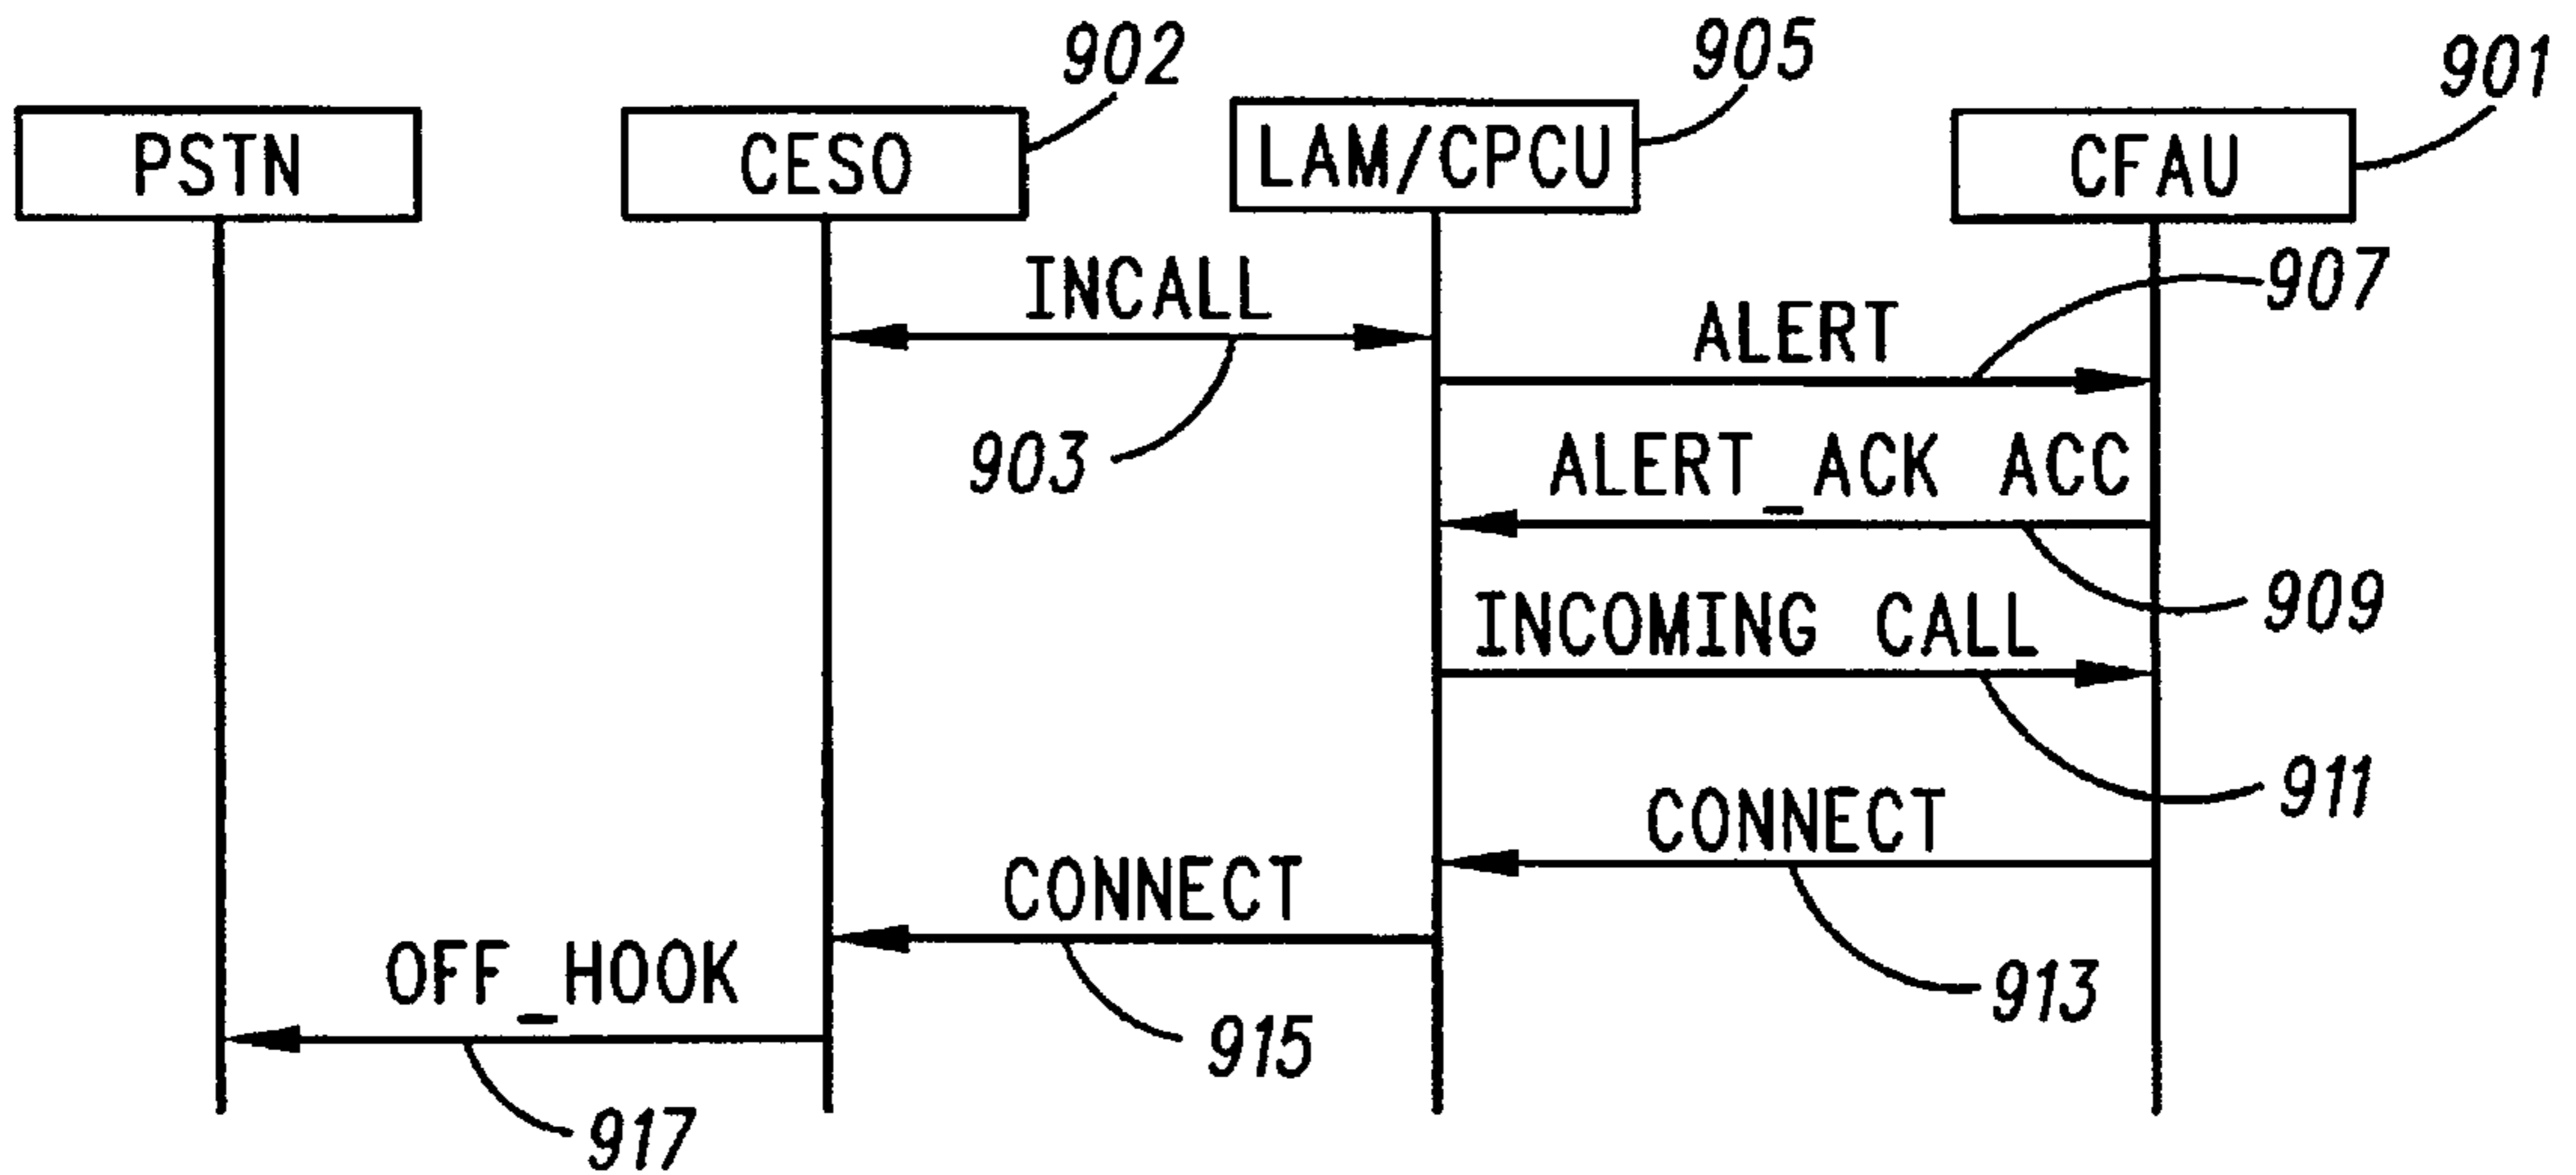 902
905
901
PSTN
CESO
LAM/CPCU
CFAU
INCALL
907
ALERT
903
ALERT_ACK ACC
909
INCOMING CALL
911
CONNECT
CONNECT
913
OFF_HOOK
915
917